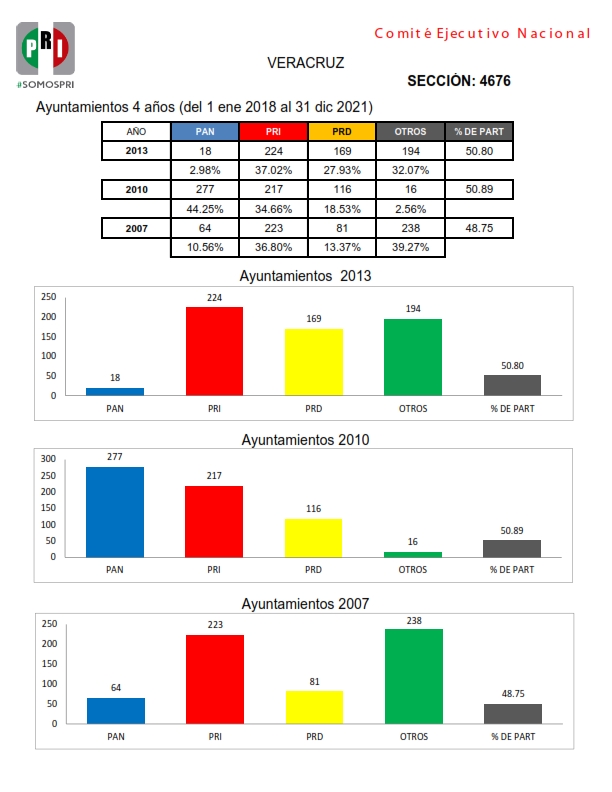 Comité Ejecutivo Nacional
PRI
#SOMOSPRI
VERACRUZ
SECCIÓN: 4676
Ayuntamientos 4 años (del 1 ene 2018 al 31 dic 2021)
AÑO PAN PRI PRD OTROS % DE PART
2013 18 224 169 194 50.80
2.98% 37.02% 27.93% 32.07%
2010 277 217 116 16 50.89
44.25% 34.66% 18.53% 2.56%
2007 64 223 81 238 48.75
10.56% 36.80% 13.37% 39.27%
Ayuntamientos 2013
250
200
150
100
50
0
18 224 169 194 50.80
PAN PRI PRD OTROS % DE PART
Ayuntamientos 2010
300
250
200
150
100
50
0
277 217 116 16 50.89
PAN PRI PRD OTROS % DE PART
Ayuntamientos 2007
250
200
150
100
50
0
64 223 81 238 48.75
PAN PRI PRD OTROS % DE PART